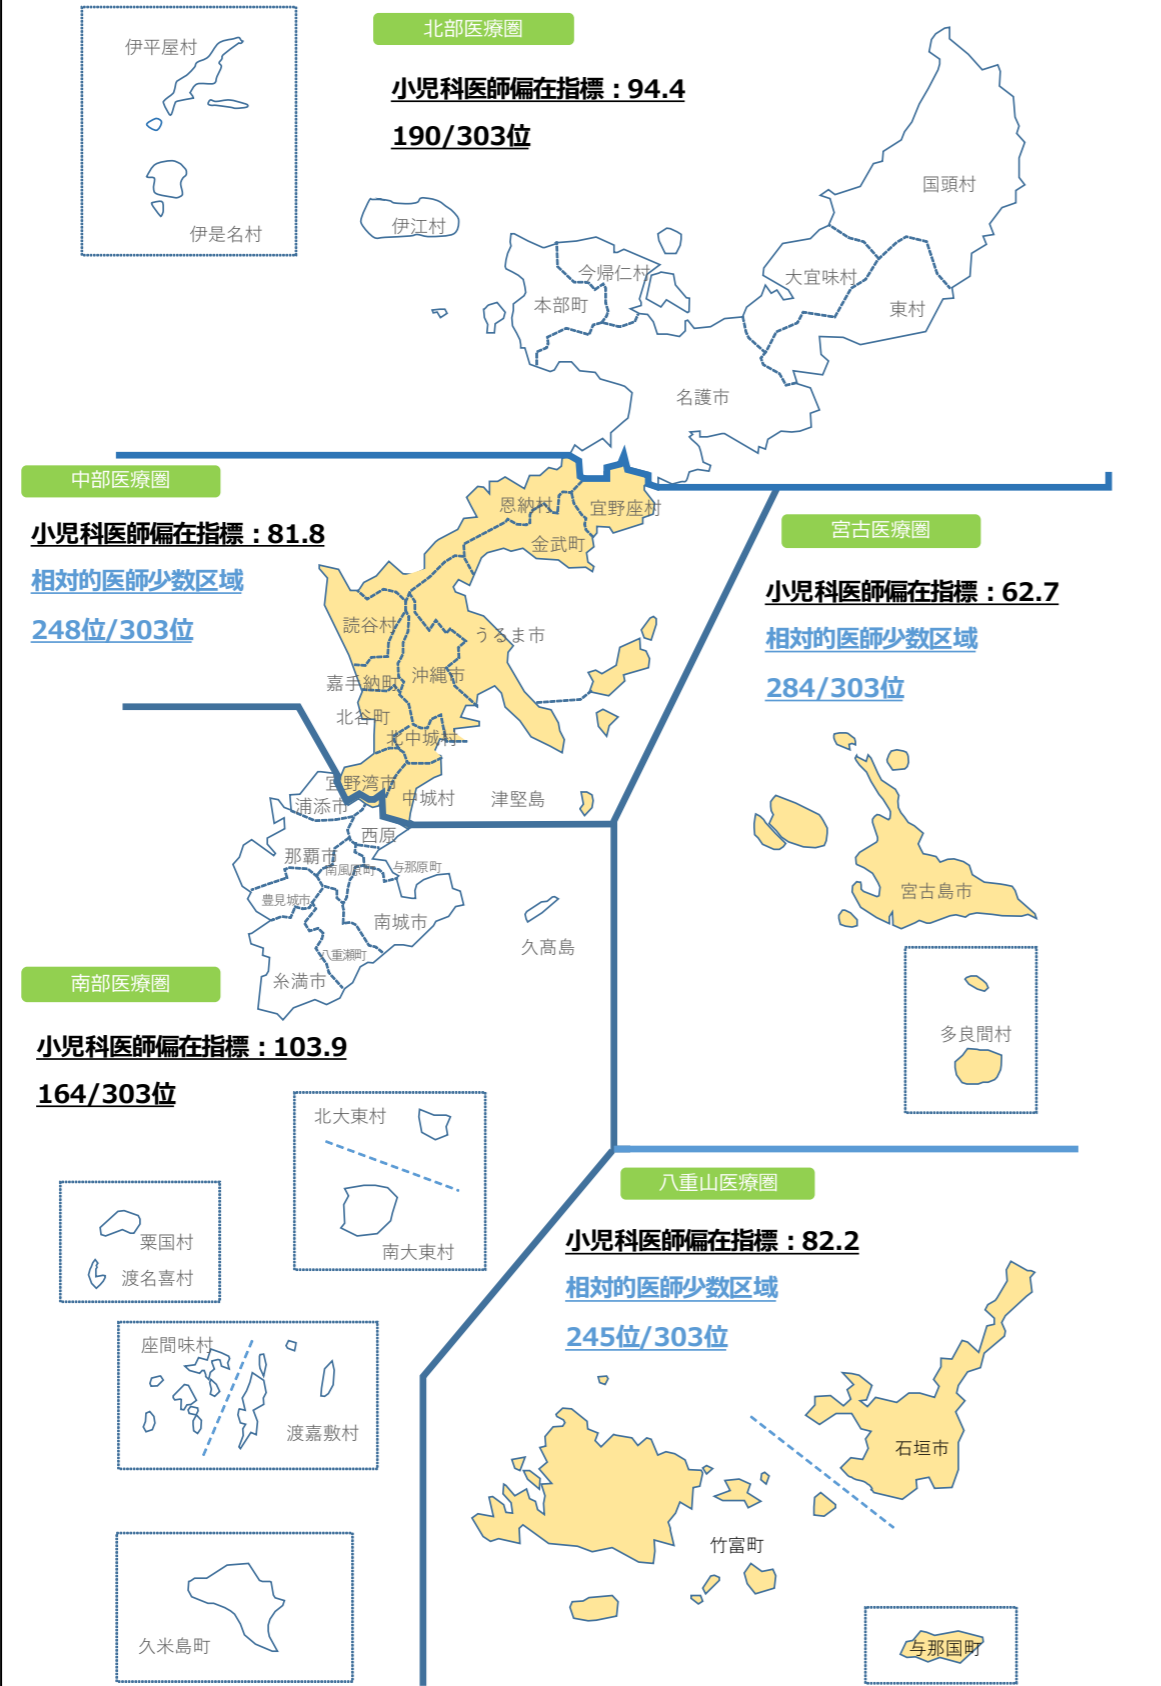 北部医療圏
伊平屋村
小児科医師偏在指標：94.4
190/303位
国頭村
伊江村
伊是名村
今帰仁村
大宜味村
本部町
東村
名護市
中部医療圏
恩納村
宜野座村
小児科医師偏在指標：81.8
金武町
宮古医療圏
相対的医師少数区域
小児科医師偏在指標：62.7
248位/303位
読谷村
うるま市
相対的医師少数区域
嘉手納町
沖縄市
284/303位
北谷町
北中城村
宜野湾市
中城村
津堅島
浦添市
西原
那覇市
南風原町
与那原町
宮古島市
豊見城市
南城市
久髙島
八重瀬町
南部医療圏
糸満市
多良間村
小児科医師偏在指標：103.9
164/303位
北大東村
八重山医療圏
粟国村
南大東村
小児科医師偏在指標：82.2
渡名喜村
相対的医師少数区域
座間味村
245位/303位
渡嘉敷村
石垣市
竹富町
久米島町
与那国町